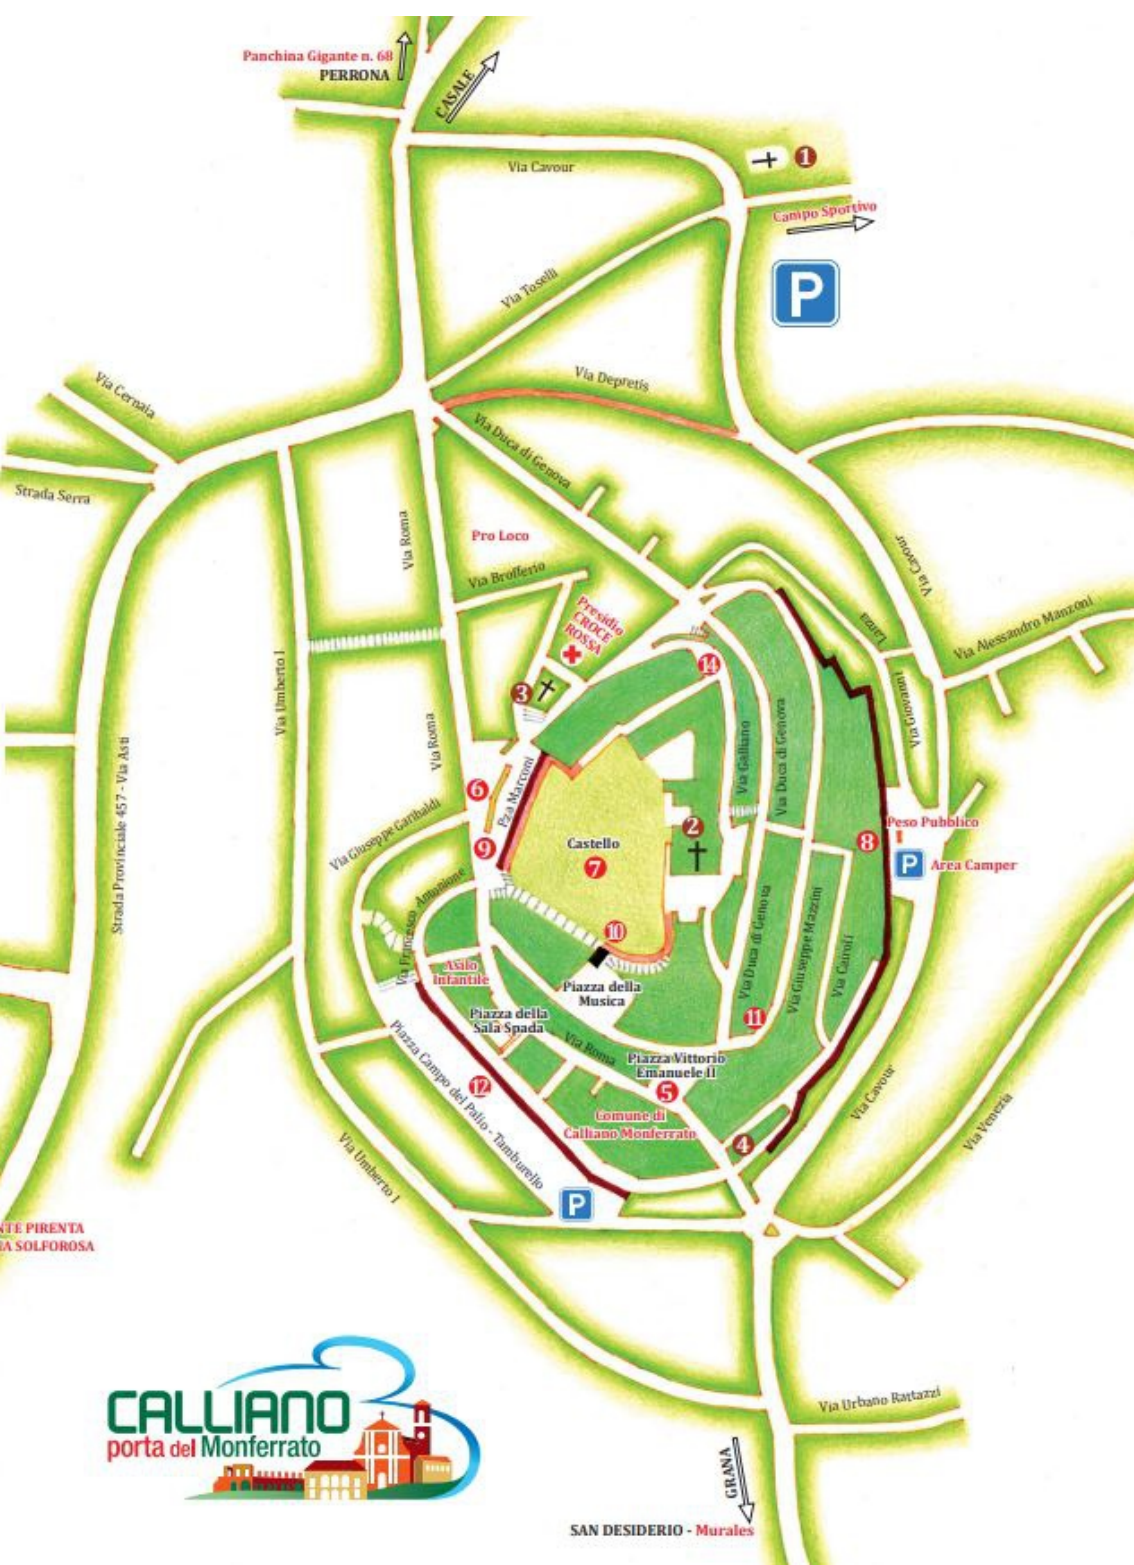 Panchina Gigante n. 68
PERRONA
CASALE
Via Cavour
1
Campo Sportivo
P
Via Toselli
Via Depretis
Via Cernaia
Strada Serra
Via Duca di Genova
Via Roma
Pro Loco
Via Brofferio
Presidio
CROCE
ROSSA
Via Cavour
Lanza
Via Giovanni
Via Alessandro Manzoni
14
3
Via Umberto I
Via Roma
Strada Provinciale 457 - Via Asti
Via Galliano
Via Duca di Genova
6
Pza Marconi
Via Giuseppe Garibaldi
9
Castello
7
2
8
Peso Pubblico
P
Area Camper
Via Francesco Antonione
10
Via Duca di Genova
Via Giuseppe Mazzini
Via Cairoli
Asilo
Infantile
Piazza della
Musica
Piazza della
Sala Spada
11
Via Roma
Piazza Vittorio
Emanuele II
5
Piazza Campo del Palio - Tamburello
12
Comune di
Calliano Monferrato
4
Via Cavour
Via Venezia
Via Umberto I
P
NTE PIRENTA
A SOLFOROSA
CALLIANO
porta del Monferrato
Via Urbano Rattazzi
GRANA
SAN DESIDERIO - Murales